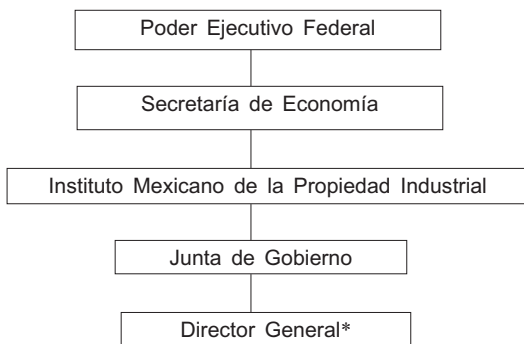 Poder Ejecutivo Federal
Secretaría de Economía
Instituto Mexicano de la Propiedad Industrial
Junta de Gobierno
Director General*